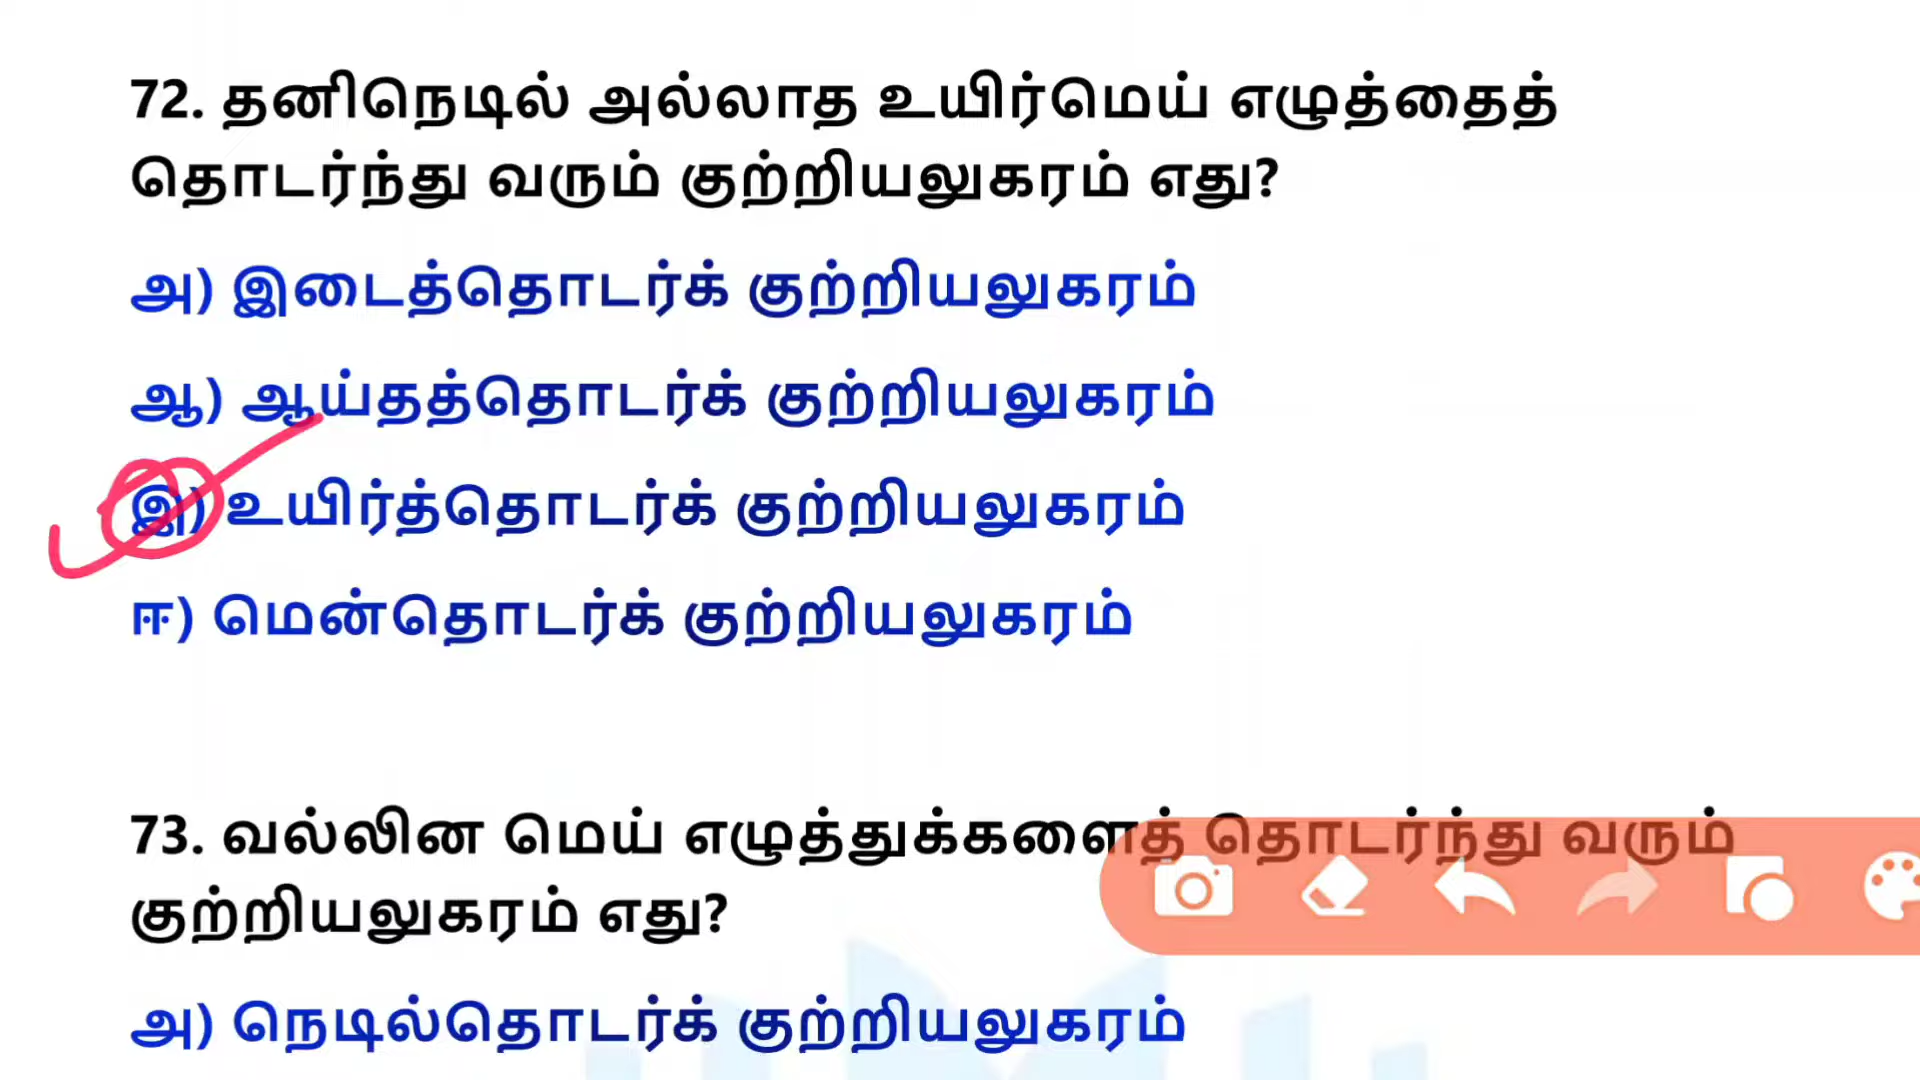 72. தனிநெடில் அல்லாத உயிர்மெய் எழுத்தைத்
தொடர்ந்து வரும் குற்றியலுகரம் எது?
அ) இடைத்தொடர்க் குற்றியலுகரம்
ஆ) ஆய்தத்தொடர்க் குற்றியலுகரம்
இ) உயிர்த்தொடர்க் குற்றியலுகரம்
ஈ) மென்தொடர்க் குற்றியலுகரம்
73. வல்லின மெய் எழுத்துக்களைத் தொடர்ந்து வரும்
குற்றியலுகரம் எது?
அ) நெடில்தொடர்க் குற்றியலுகரம்